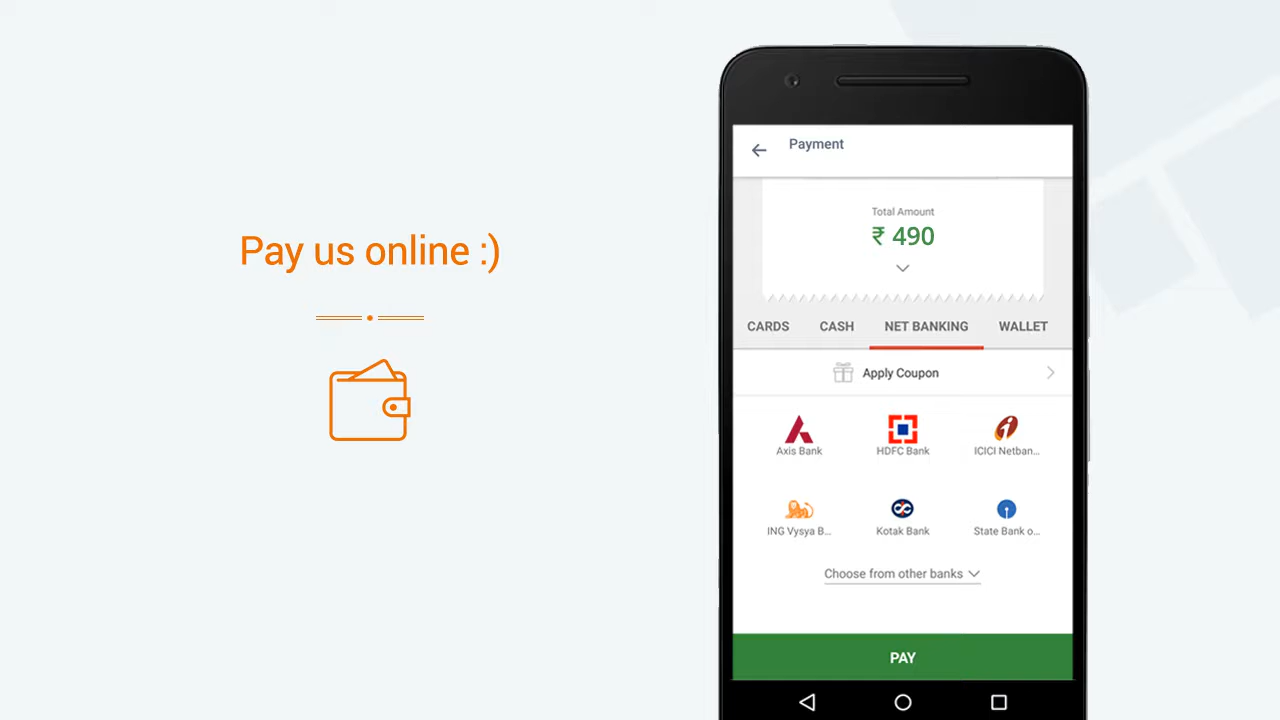 Pay us online :)
Payment
Total Amount
₹ 490
CARDS CASH NET BANKING WALLET
Apply Coupon
Axis Bank HDFC Bank ICICI Netban...
ING Vysya B... Kotak Bank State Bank o...
Choose from other banks
PAY